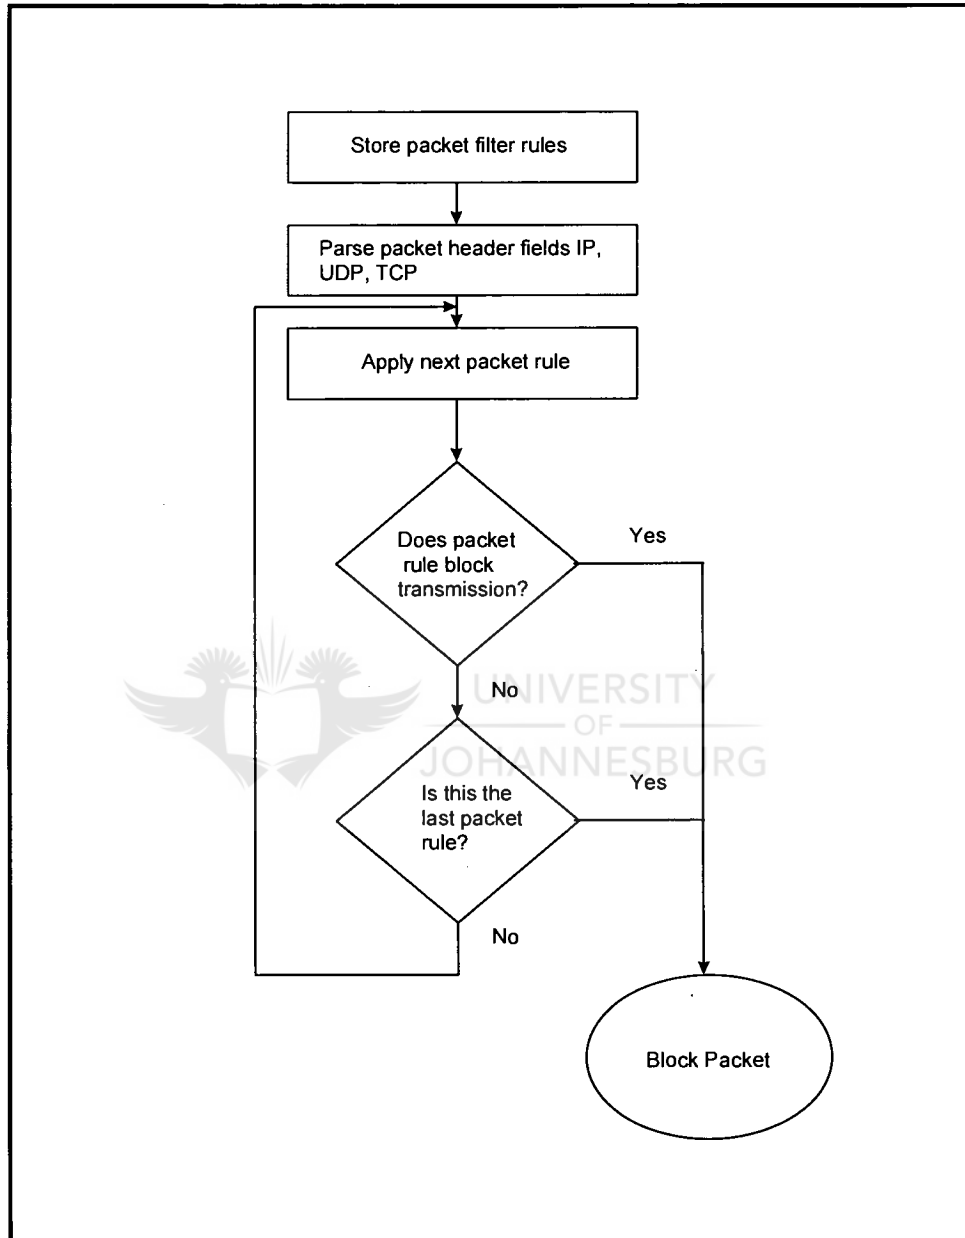 Store packet filter rules
Parse packet header fields IP,
UDP, TCP
Apply next packet rule
Does packet
rule block
transmission?
Yes
No
UNIVERSITY
OF
JOHANNESBURG
Is this the
last packet
rule?
Yes
No
Block Packet